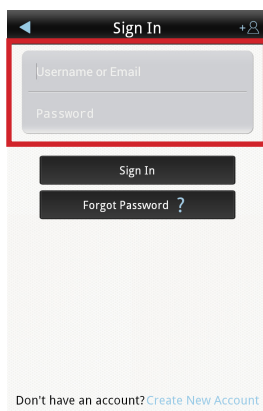 Sign In
Username or Email
Password
Sign In
Forgot Password ?
Don't have an account? Create New Account